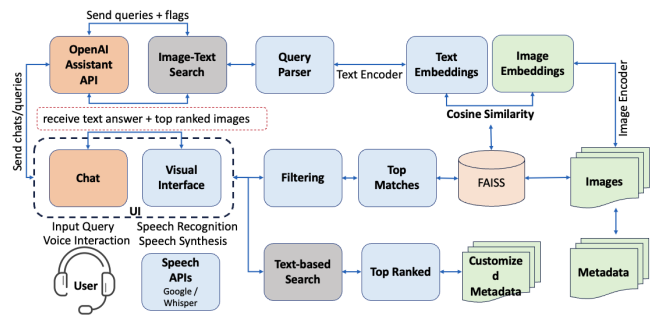 Send queries + flags
OpenAI
Assistant
API
Image-Text
Search
Query
Parser
Text Encoder
Text
Embeddings
Image
Embeddings
Cosine Similarity
Image Encoder
Send chats/queries
receive text answer + top ranked images
Chat
Visual
Interface
UI
Filtering
Top
Matches
FAISS
Images
Input Query
Voice Interaction
Speech Recognition
Speech Synthesis
User
Speech
APIs
Google /
Whisper
Text-based
Search
Top Ranked
Customize
d
Metadata
Metadata